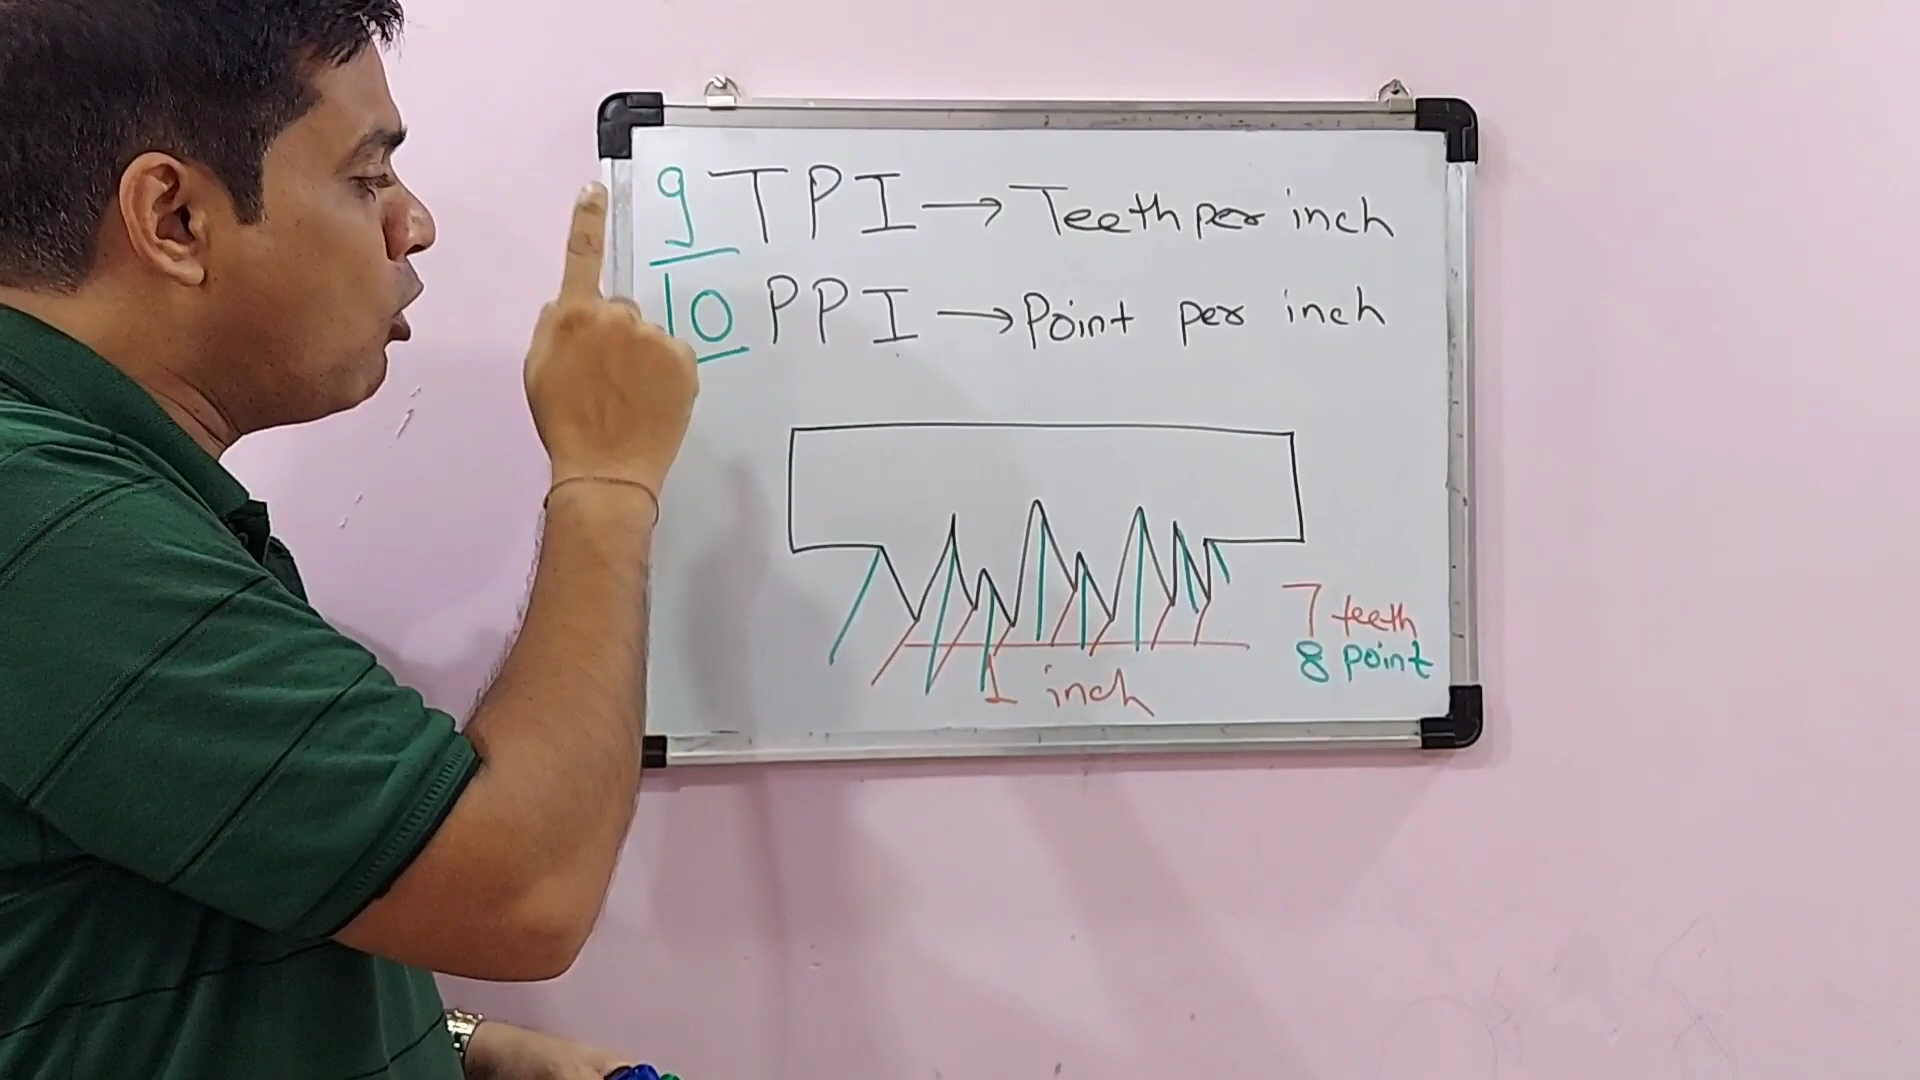 9 TPI → Teeth per inch
10 PPI → Point per inch
7 teeth
8 point
1 inch